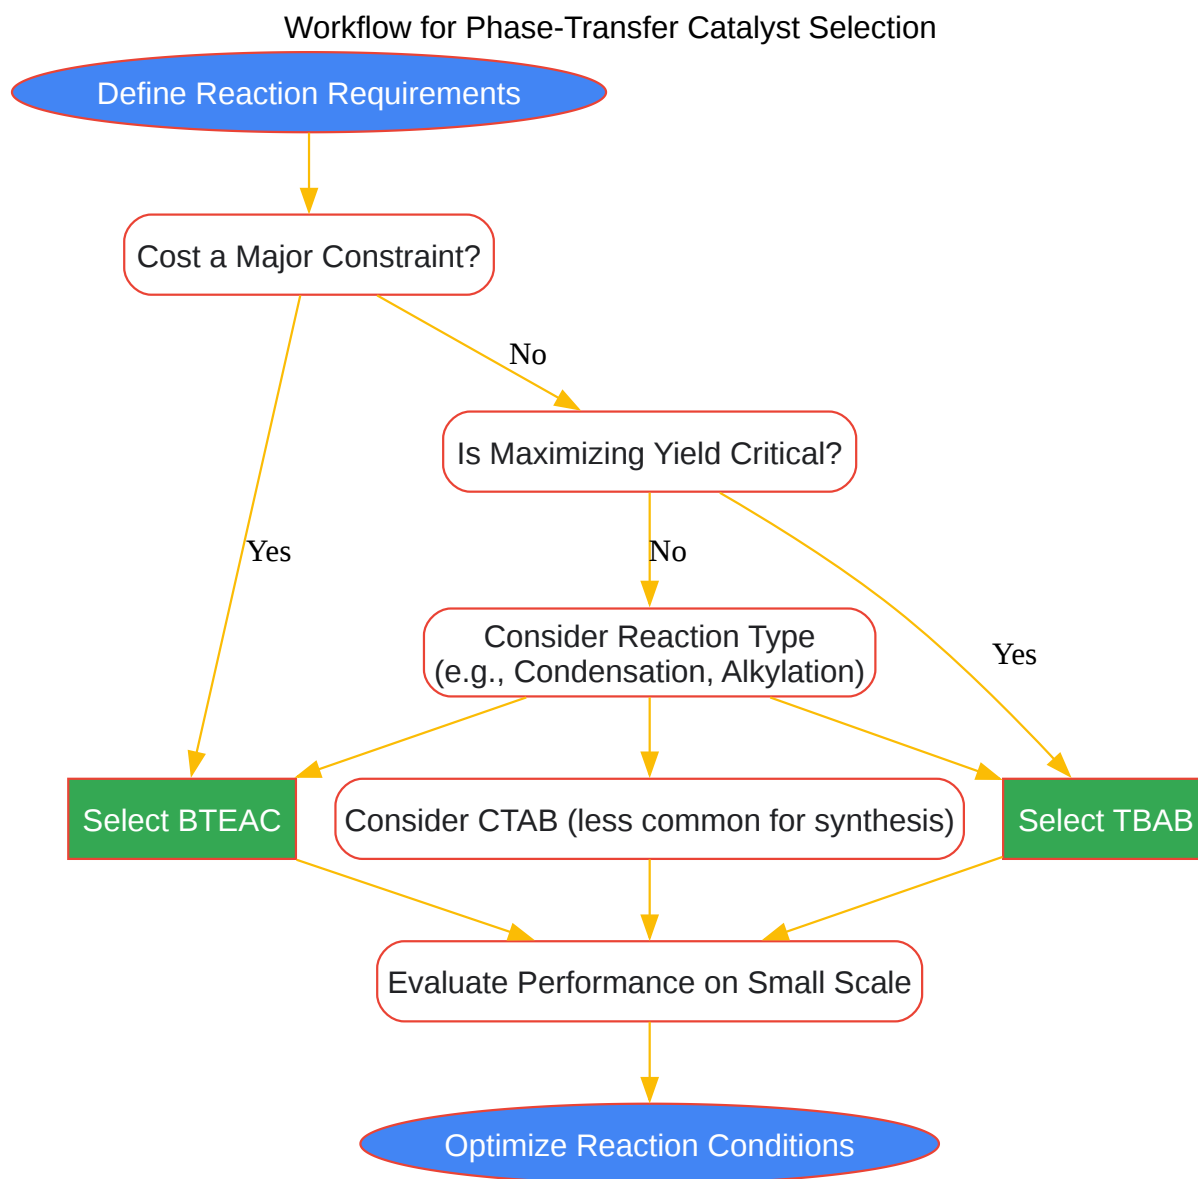 Workflow for Phase-Transfer Catalyst Selection
Define Reaction Requirements
Cost a Major Constraint?
No
Is Maximizing Yield Critical?
Yes
No
Consider Reaction Type
(e.g., Condensation, Alkylation)
Yes
Select BTEAC
Consider CTAB (less common for synthesis)
Select TBAB
Evaluate Performance on Small Scale
Optimize Reaction Conditions